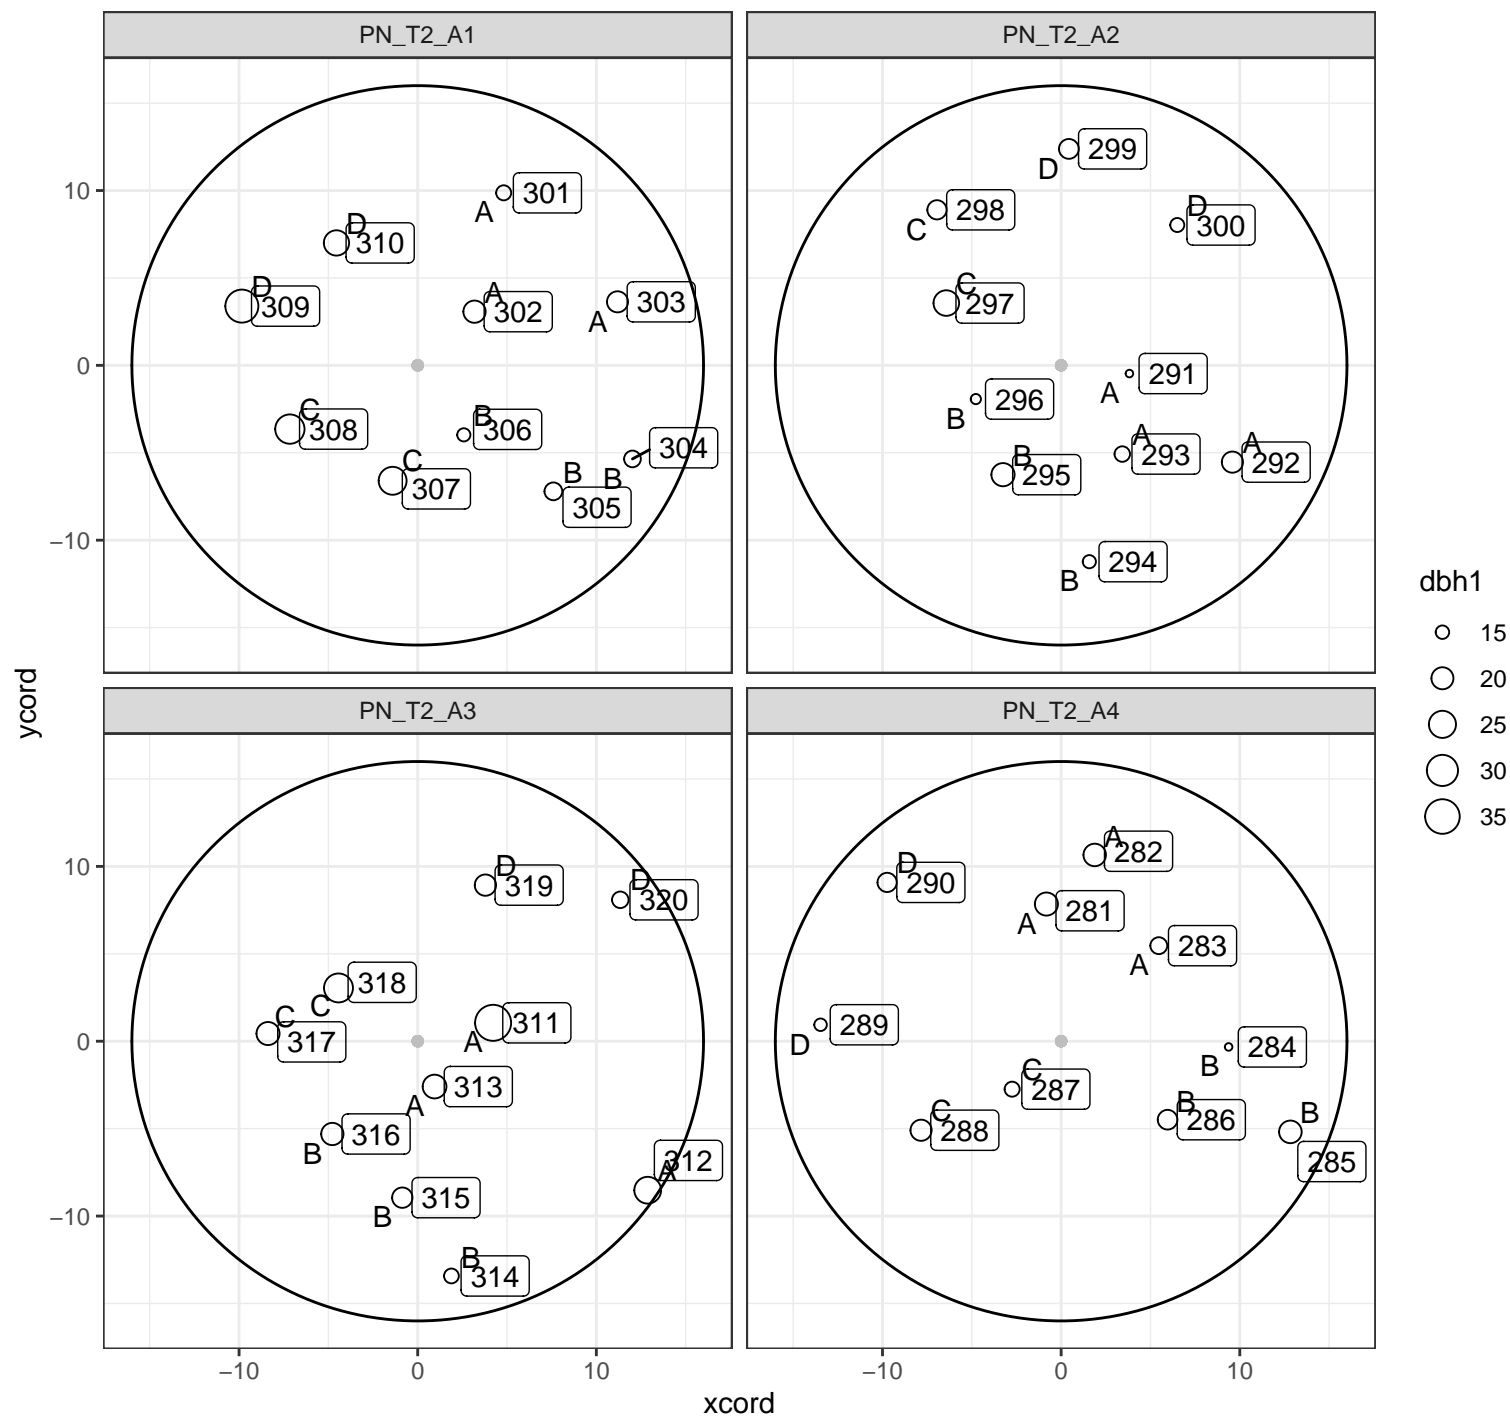 PN_T2_A1
PN_T2_A2
10
0
−10
301
A
D
310
D
309
A
302
303
A
C
308
B
306
304
C
307
B
B
305
299
D
298
C
D
300
C
297
291
A
296
B
A
293
A
292
B
295
294
B
ycord
PN_T2_A3
PN_T2_A4
10
0
−10
D
319
D
320
318
C
C
317
311
A
313
A
316
B
312
A
315
B
B
314
A
282
D
290
281
A
283
A
289
D
284
B
C
287
C
288
B
286
B
285
−10
0
10
−10
0
10
xcord
dbh1
15
20
25
30
35